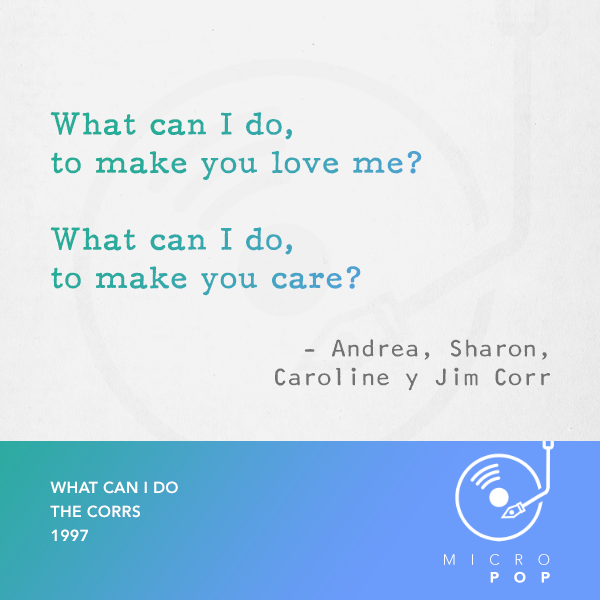 What can I do,
to make you love me?
What can I do,
to make you care?
– Andrea, Sharon,
Caroline y Jim Corr
WHAT CAN I DO
THE CORRS
1997
MICRO
POP